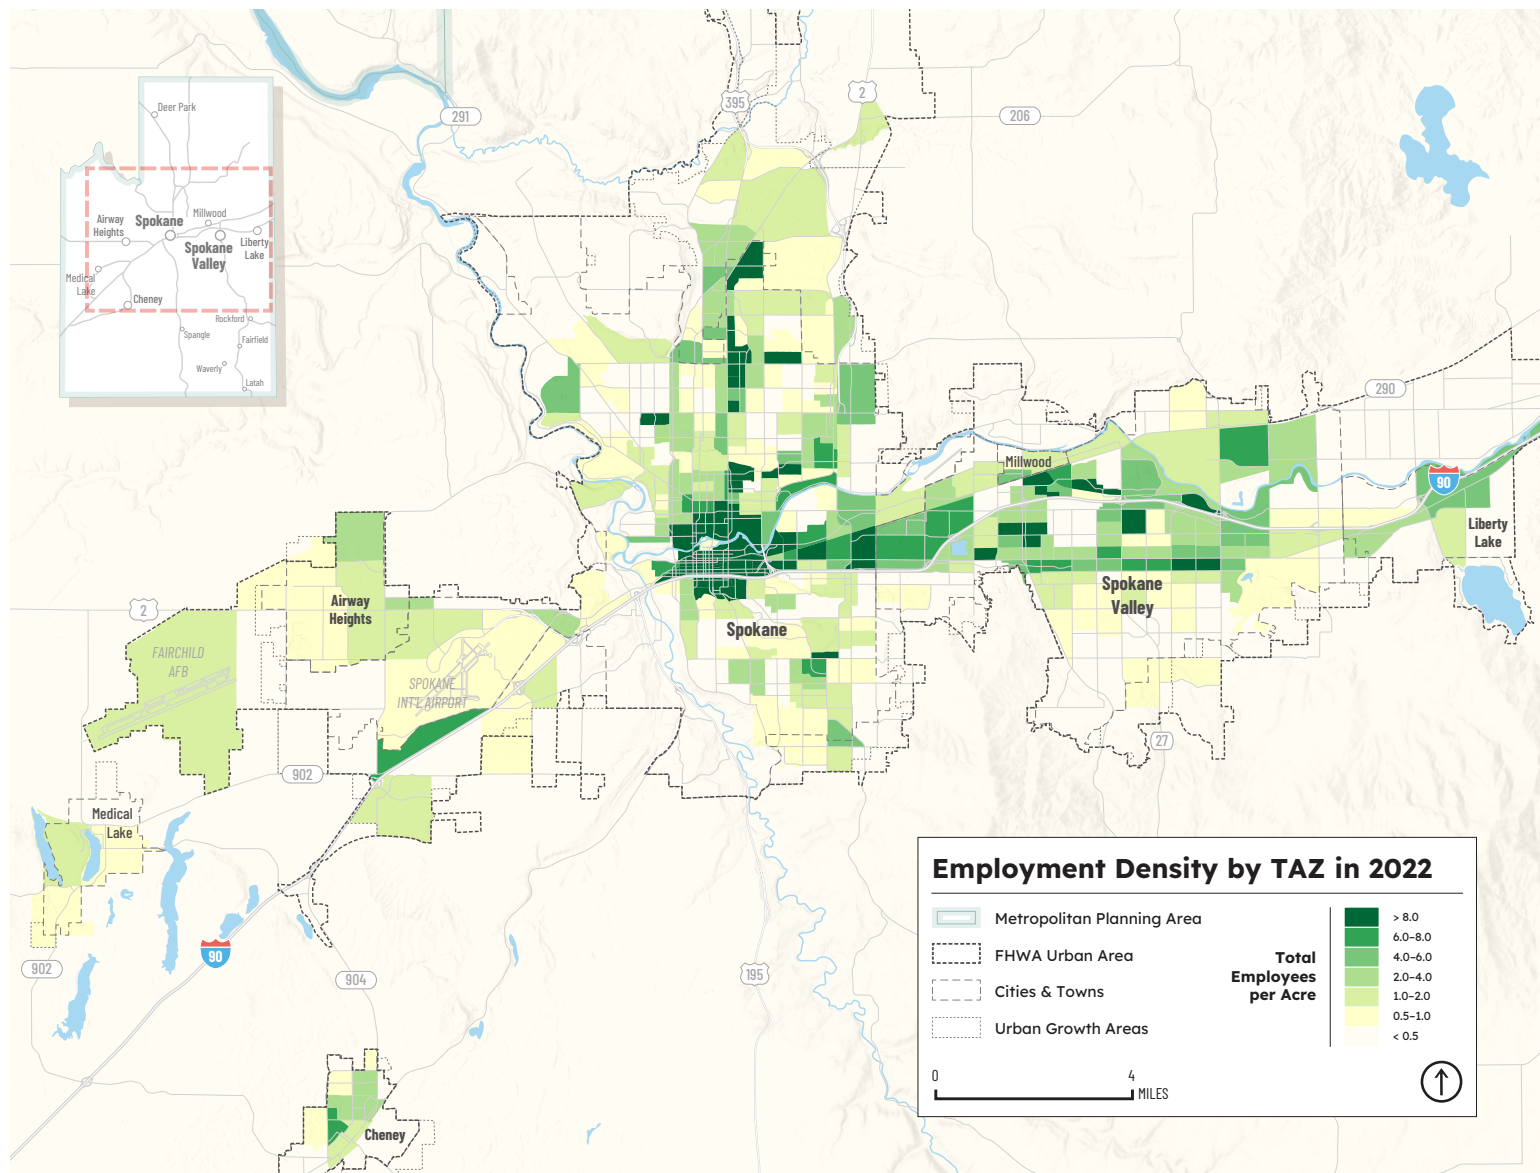 395
2
291
206
Deer Park
Airway
Heights
Spokane
Millwood
Spokane
Valley
Liberty
Lake
Medical
Lake
Cheney
Rockford
Spangle
Fairfield
Waverly
Latah
290
Millwood
90
Liberty
Lake
Spokane
Valley
Spokane
Airway
Heights
2
FAIRCHILD
AFB
SPOKANE
INT'L AIRPORT
27
902
Medical
Lake
90
902
904
195
Cheney
Employment Density by TAZ in 2022
Metropolitan Planning Area
FHWA Urban Area
Cities & Towns
Urban Growth Areas
Total
Employees
per Acre
> 8.0
6.0–8.0
4.0–6.0
2.0–4.0
1.0–2.0
0.5–1.0
< 0.5
0 4
MILES